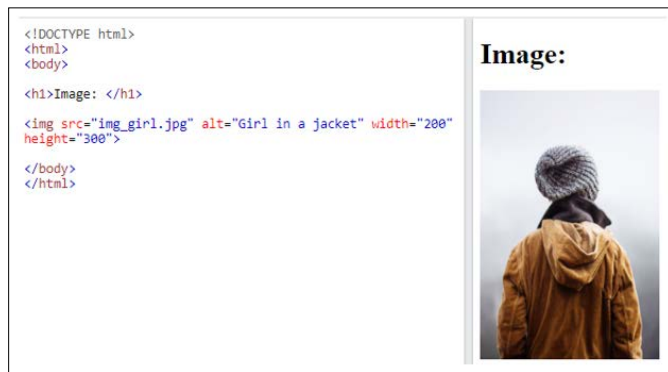 <!DOCTYPE html>
<html>
<body>
<h1>Image: </h1>
<img src="img_girl.jpg" alt="Girl in a jacket" width="200"
height="300">
</body>
</html>
Image: